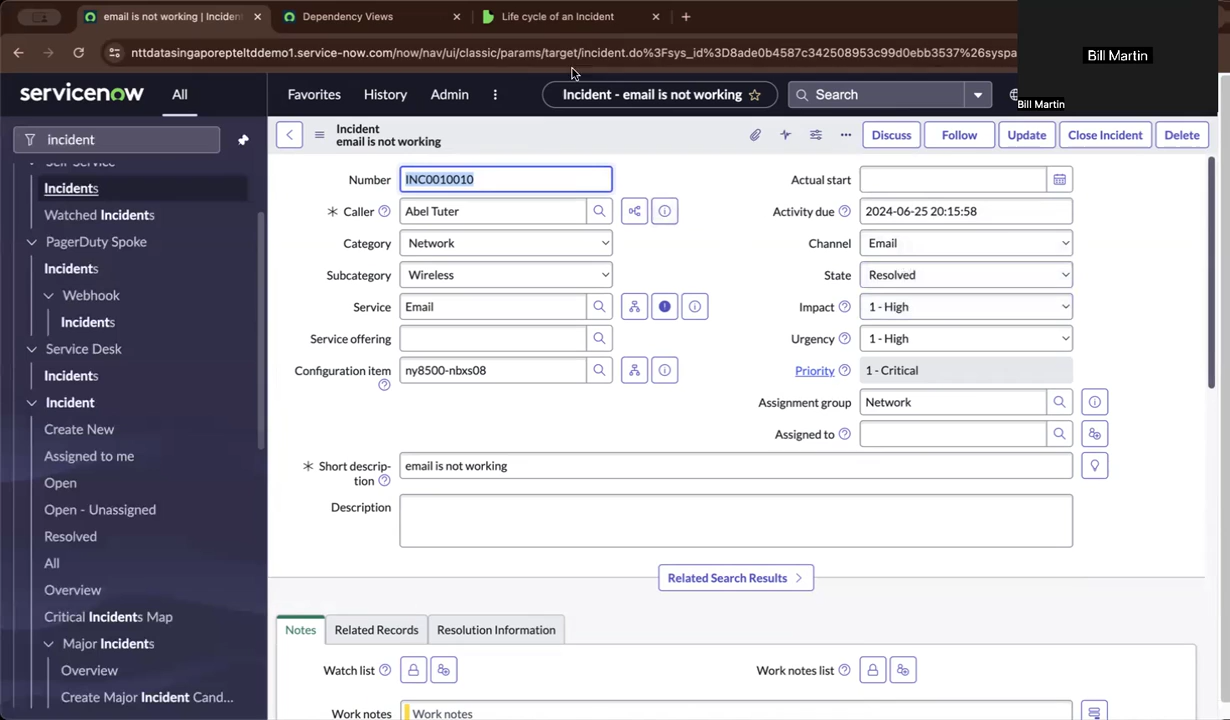 email is not working | Inciden
Dependency Views
Life cycle of an Incident
nttdatasingaporepteltddemo1.service-now.com/now/nav/ui/classic/params/target/incident.do%3Fsys_id%3D8ade0b4587c342508953c99d0ebb3537%26syspa
Bill Martin
Bill Martin
servicenow
All
Favorites
History
Admin
Incident - email is not working
Search
incident
Self-Service
Incidents
Watched Incidents
PagerDuty Spoke
Incidents
Webhook
Incidents
Service Desk
Incidents
Incident
Create New
Assigned to me
Open
Open - Unassigned
Resolved
All
Overview
Critical Incidents Map
Major Incidents
Overview
Create Major Incident Cand...
Incident
email is not working
Discuss
Follow
Update
Close Incident
Delete
Number INC0010010
Caller Abel Tuter
Category Network
Subcategory Wireless
Service Email
Service offering
Configuration item ny8500-nbxs08
Actual start
Activity due 2024-06-25 20:15:58
Channel Email
State Resolved
Impact 1 - High
Urgency 1 - High
Priority 1 - Critical
Assignment group Network
Assigned to
Short descrip-
tion
email is not working
Description
Related Search Results
Notes
Related Records
Resolution Information
Watch list
Work notes list
Work notes
Work notes